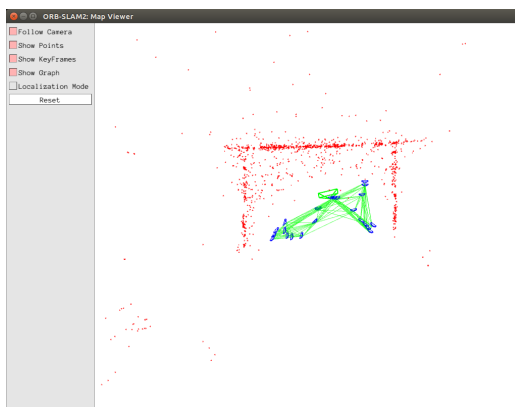 ORB-SLAM2: Map Viewer
Follow Camera
Show Points
Show KeyFrames
Show Graph
Localization Mode
Reset